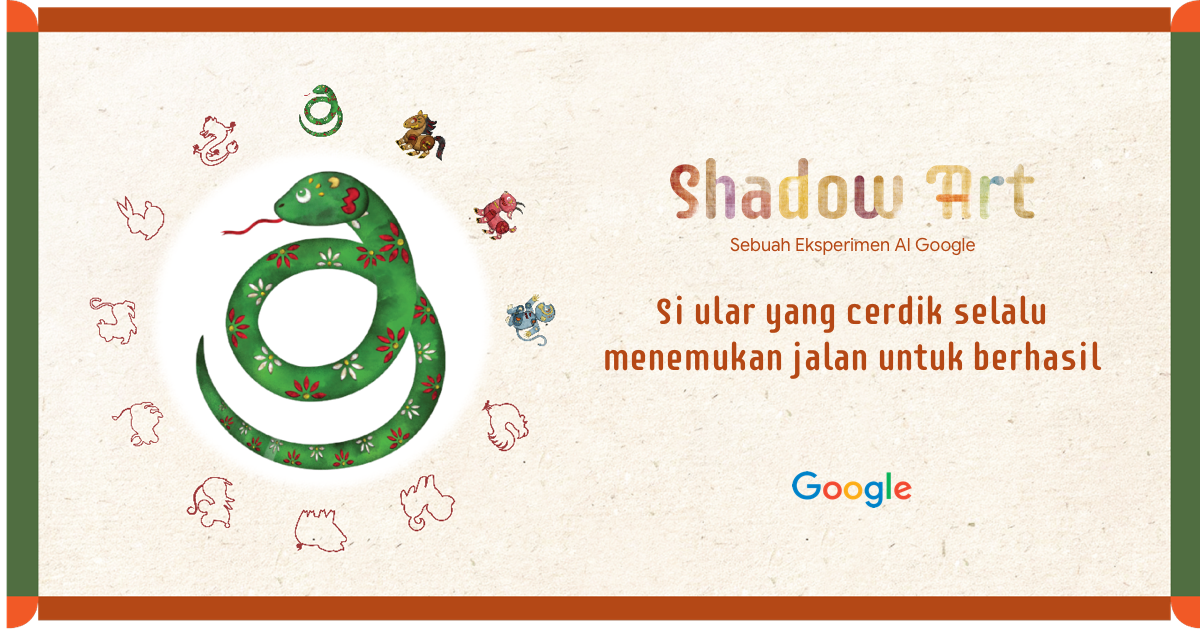 Shadow Art
Sebuah Eksperimen AI Google
Si ular yang cerdik selalu
menemukan jalan untuk berhasil
Google